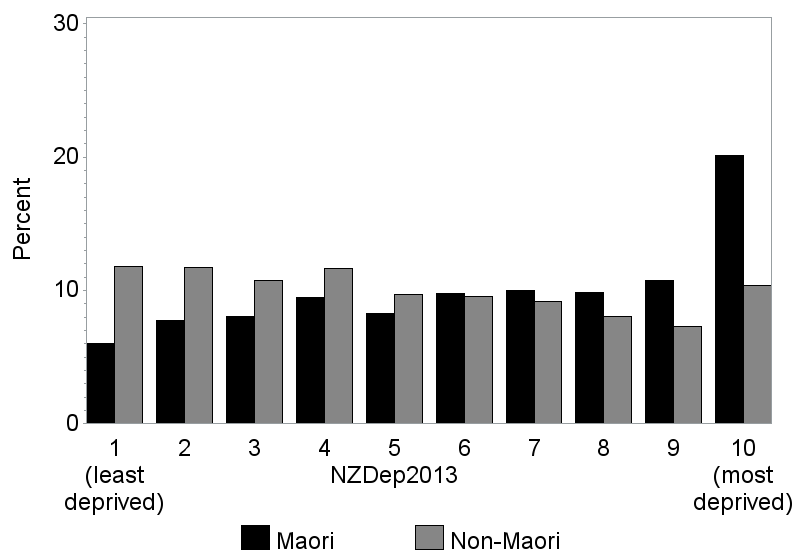 30
20
10
0
Percent
1 2 3 4 5 6 7 8 9 10
(least NZDep2013 (most
deprived) deprived)
Maori Non-Maori